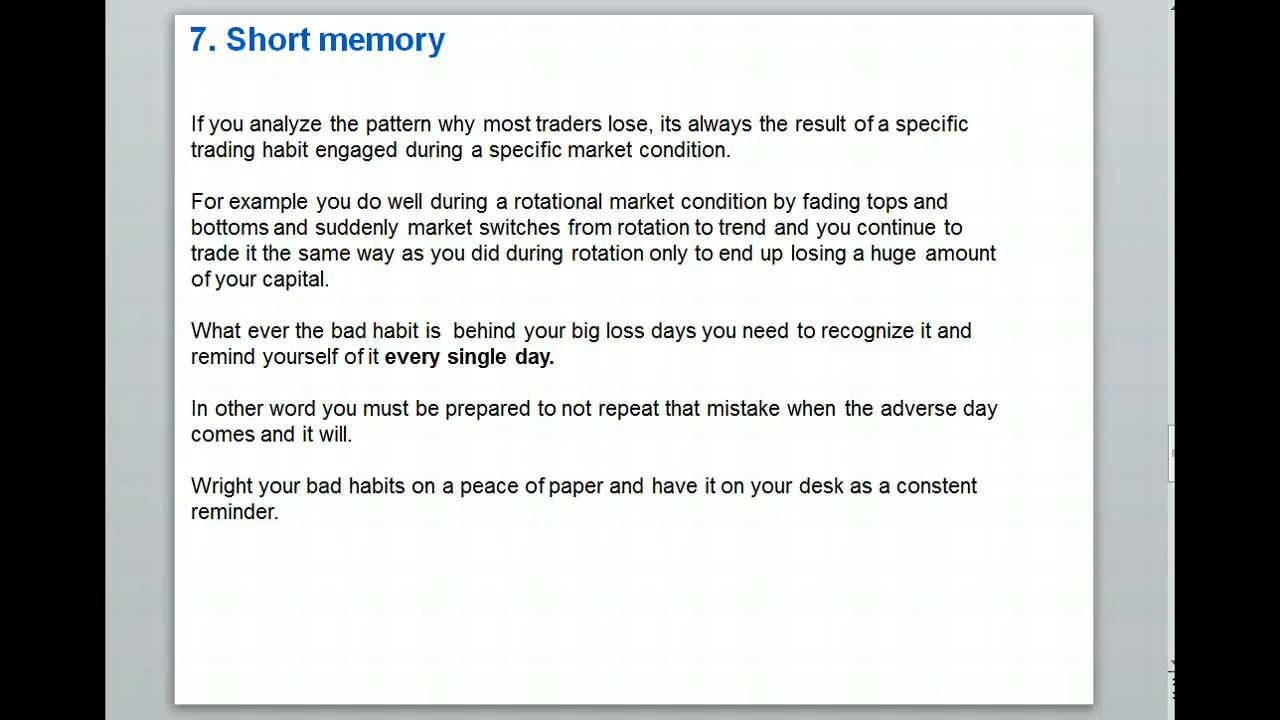 7. Short memory
If you analyze the pattern why most traders lose, its always the result of a specific
trading habit engaged during a specific market condition.
For example you do well during a rotational market condition by fading tops and
bottoms and suddenly market switches from rotation to trend and you continue to
trade it the same way as you did during rotation only to end up losing a huge amount
of your capital.
What ever the bad habit is  behind your big loss days you need to recognize it and
remind yourself of it every single day.
In other word you must be prepared to not repeat that mistake when the adverse day
comes and it will.
Wright your bad habits on a peace of paper and have it on your desk as a constent
reminder.